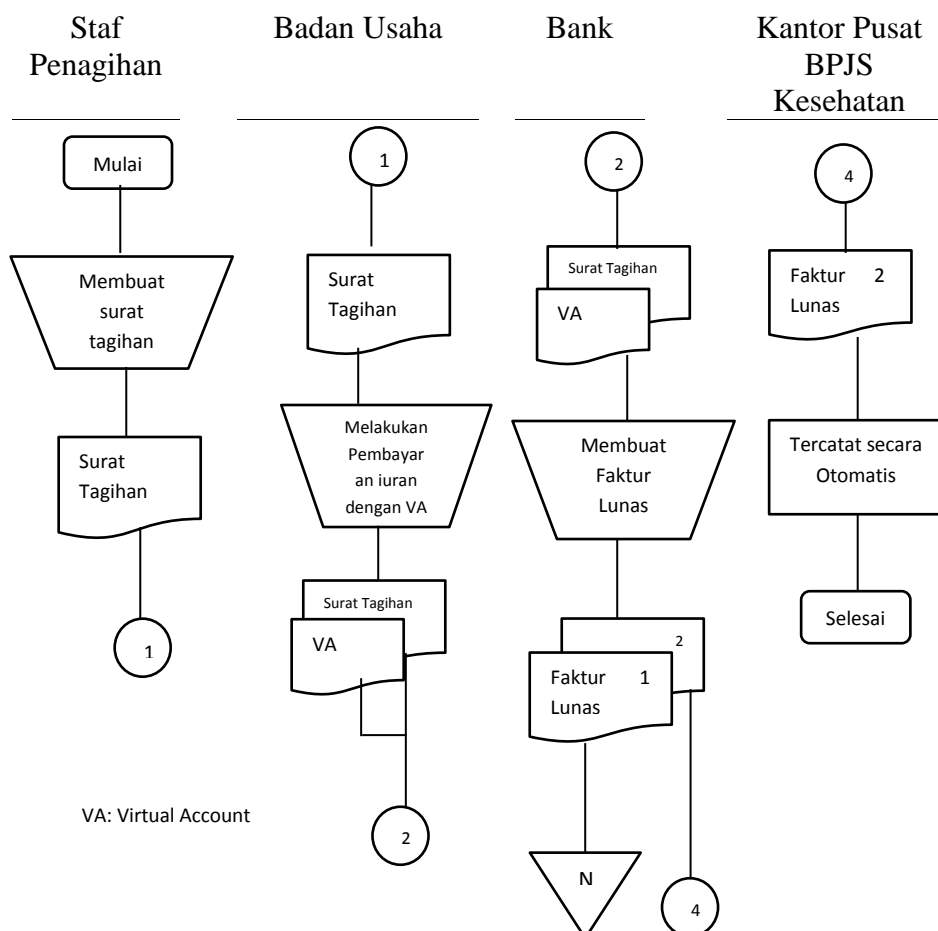 Staf
Penagihan
Badan Usaha
Bank
Kantor Pusat
BPJS
Kesehatan
Mulai
Membuat
surat
tagihan
Surat
Tagihan
1
1
Surat
Tagihan
Melakukan
Pembayar
an iuran
dengan VA
Surat Tagihan
VA
2
2
Surat Tagihan
VA
Membuat
Faktur
Lunas
2
Faktur 1
Lunas
N
4
4
Faktur 2
Lunas
Tercatat secara
Otomatis
Selesai
VA: Virtual Account